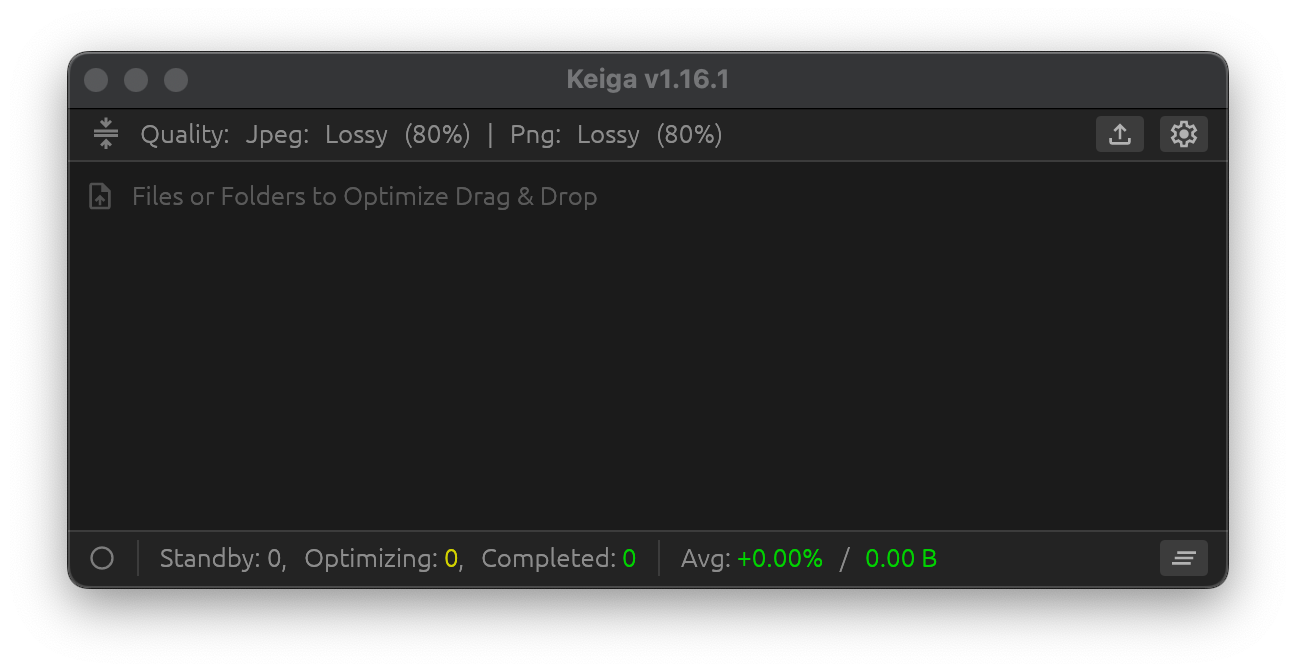 Keiga v1.16.1
Quality: Jpeg: Lossy (80%) | Png: Lossy (80%)
Files or Folders to Optimize Drag & Drop
Standby: 0, Optimizing: 0, Completed: 0 Avg: +0.00% / 0.00 B